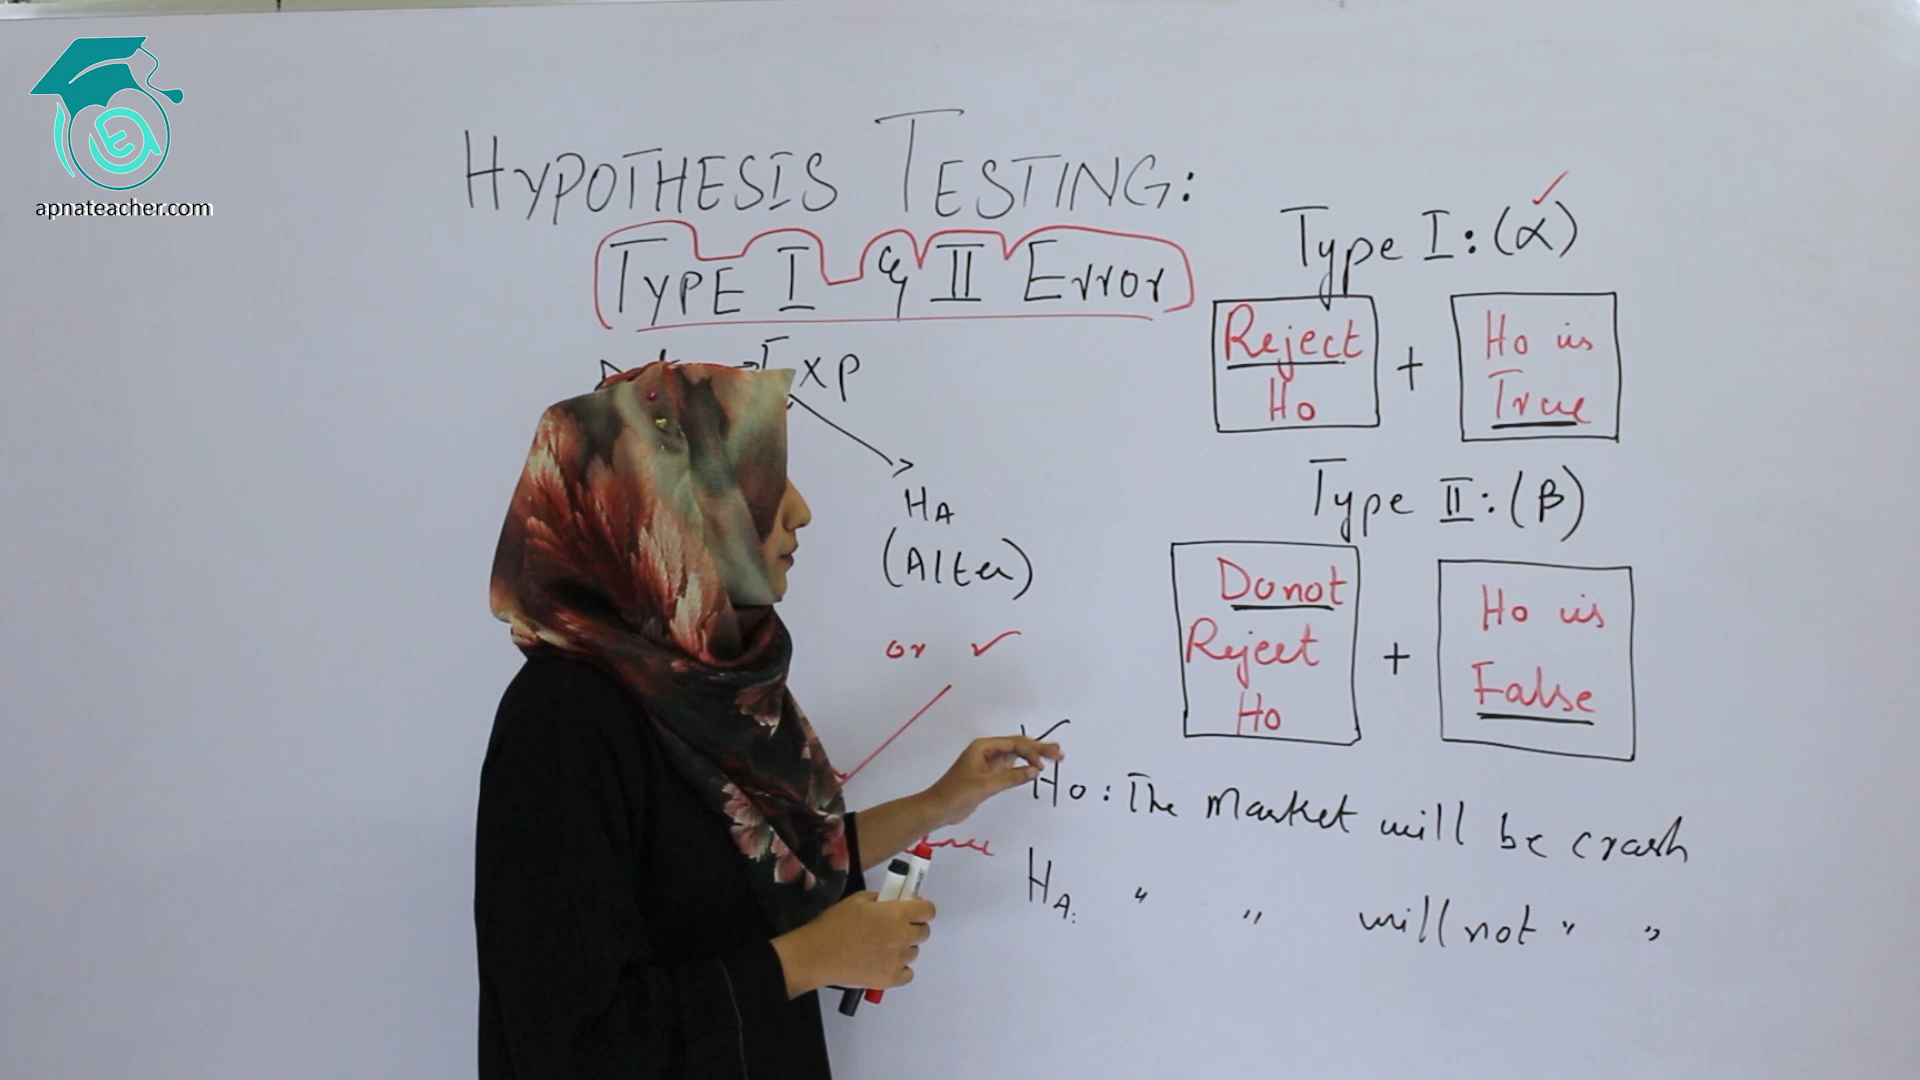 apnateacher.com
HYPOTHESIS TESTING:
TYPE I & II Error
Exp
HA
(Alter)
or ✓
Type I: (α) ✓
Reject
Ho
+
Ho is
True
Type II: (β)
Donot
Reject
Ho
+
Ho is
False
✓
Ho: The Market will be crash
HA: " " will not " "